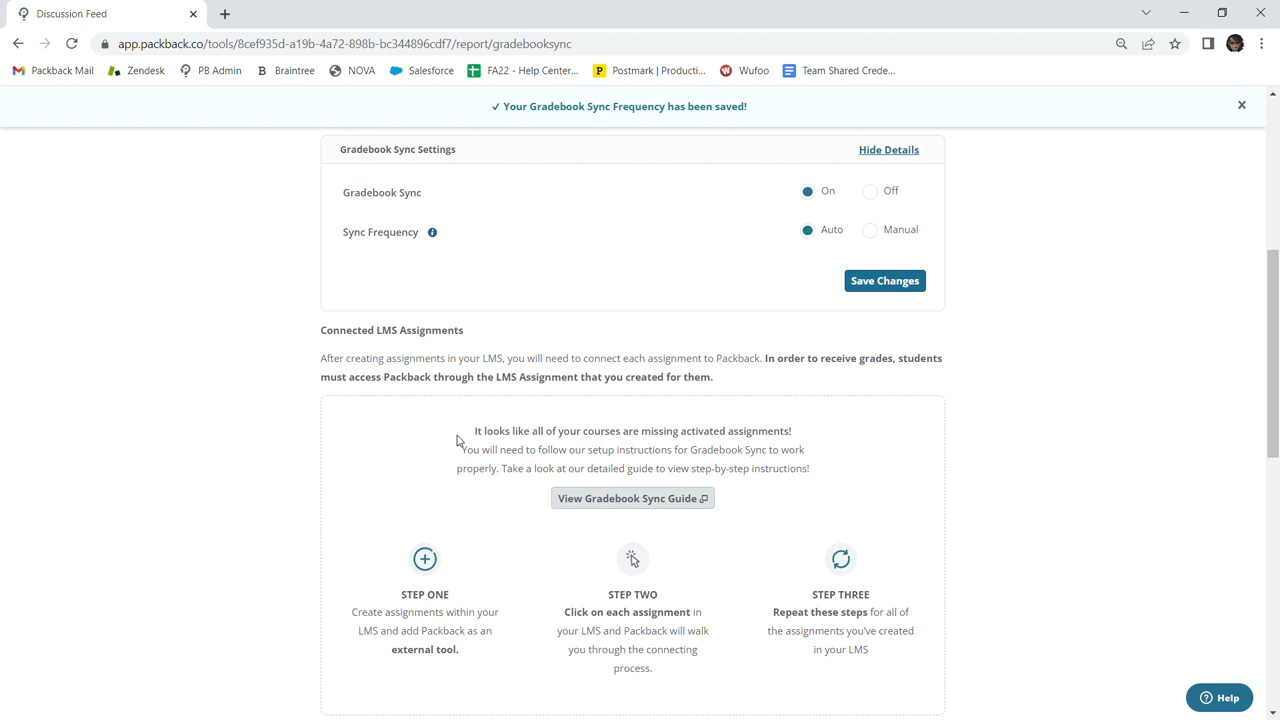 Discussion Feed
app.packback.co/tools/8cef935d-a19b-4a72-898b-bc344896cdf7/report/gradebooksync
Packback Mail Zendesk PB Admin B Braintree NOVA Salesforce FA22 - Help Center... P Postmark | Producti... W Wufoo Team Shared Crede...
✓ Your Gradebook Sync Frequency has been saved!
Gradebook Sync Settings Hide Details
Gradebook Sync On Off
Sync Frequency Auto Manual
Save Changes
Connected LMS Assignments
After creating assignments in your LMS, you will need to connect each assignment to Packback. In order to receive grades, students
must access Packback through the LMS Assignment that you created for them.
It looks like all of your courses are missing activated assignments!
You will need to follow our setup instructions for Gradebook Sync to work
properly. Take a look at our detailed guide to view step-by-step instructions!
View Gradebook Sync Guide
STEP ONE
Create assignments within your
LMS and add Packback as an
external tool.
STEP TWO
Click on each assignment in
your LMS and Packback will walk
you through the connecting
process.
STEP THREE
Repeat these steps for all of
the assignments you've created
in your LMS
Help